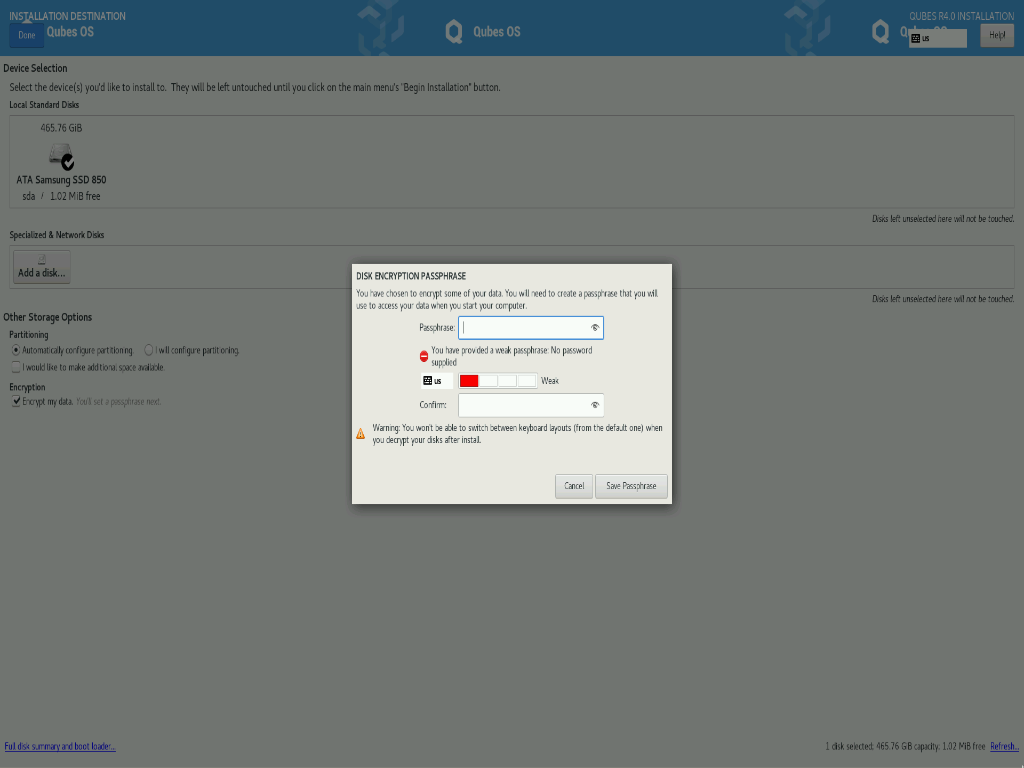 INSTALLATION DESTINATION
QUBES R4.0 INSTALLATION
Done
Qubes OS
Qubes OS
us
Help!
Device Selection
Select the device(s) you'd like to install to. They will be left untouched until you click on the main menu's "Begin Installation" button.
Local Standard Disks
465.76 GiB
ATA Samsung SSD 850
sda / 1.02 MiB free
Disks left unselected here will not be touched.
Specialized & Network Disks
Add a disk...
Disks left unselected here will not be touched.
Other Storage Options
Partitioning
Automatically configure partitioning. I will configure partitioning.
I would like to make additional space available.
Encryption
Encrypt my data. You'll set a passphrase next.
DISK ENCRYPTION PASSPHRASE
You have chosen to encrypt some of your data. You will need to create a passphrase that you will
use to access your data when you start your computer.
Passphrase:
You have provided a weak passphrase: No password
supplied
us Weak
Confirm:
Warning: You won't be able to switch between keyboard layouts (from the default one) when
you decrypt your disks after install.
Cancel Save Passphrase
Full disk summary and boot loader...
1 disk selected; 465.76 GiB capacity; 1.02 MiB free Refresh...